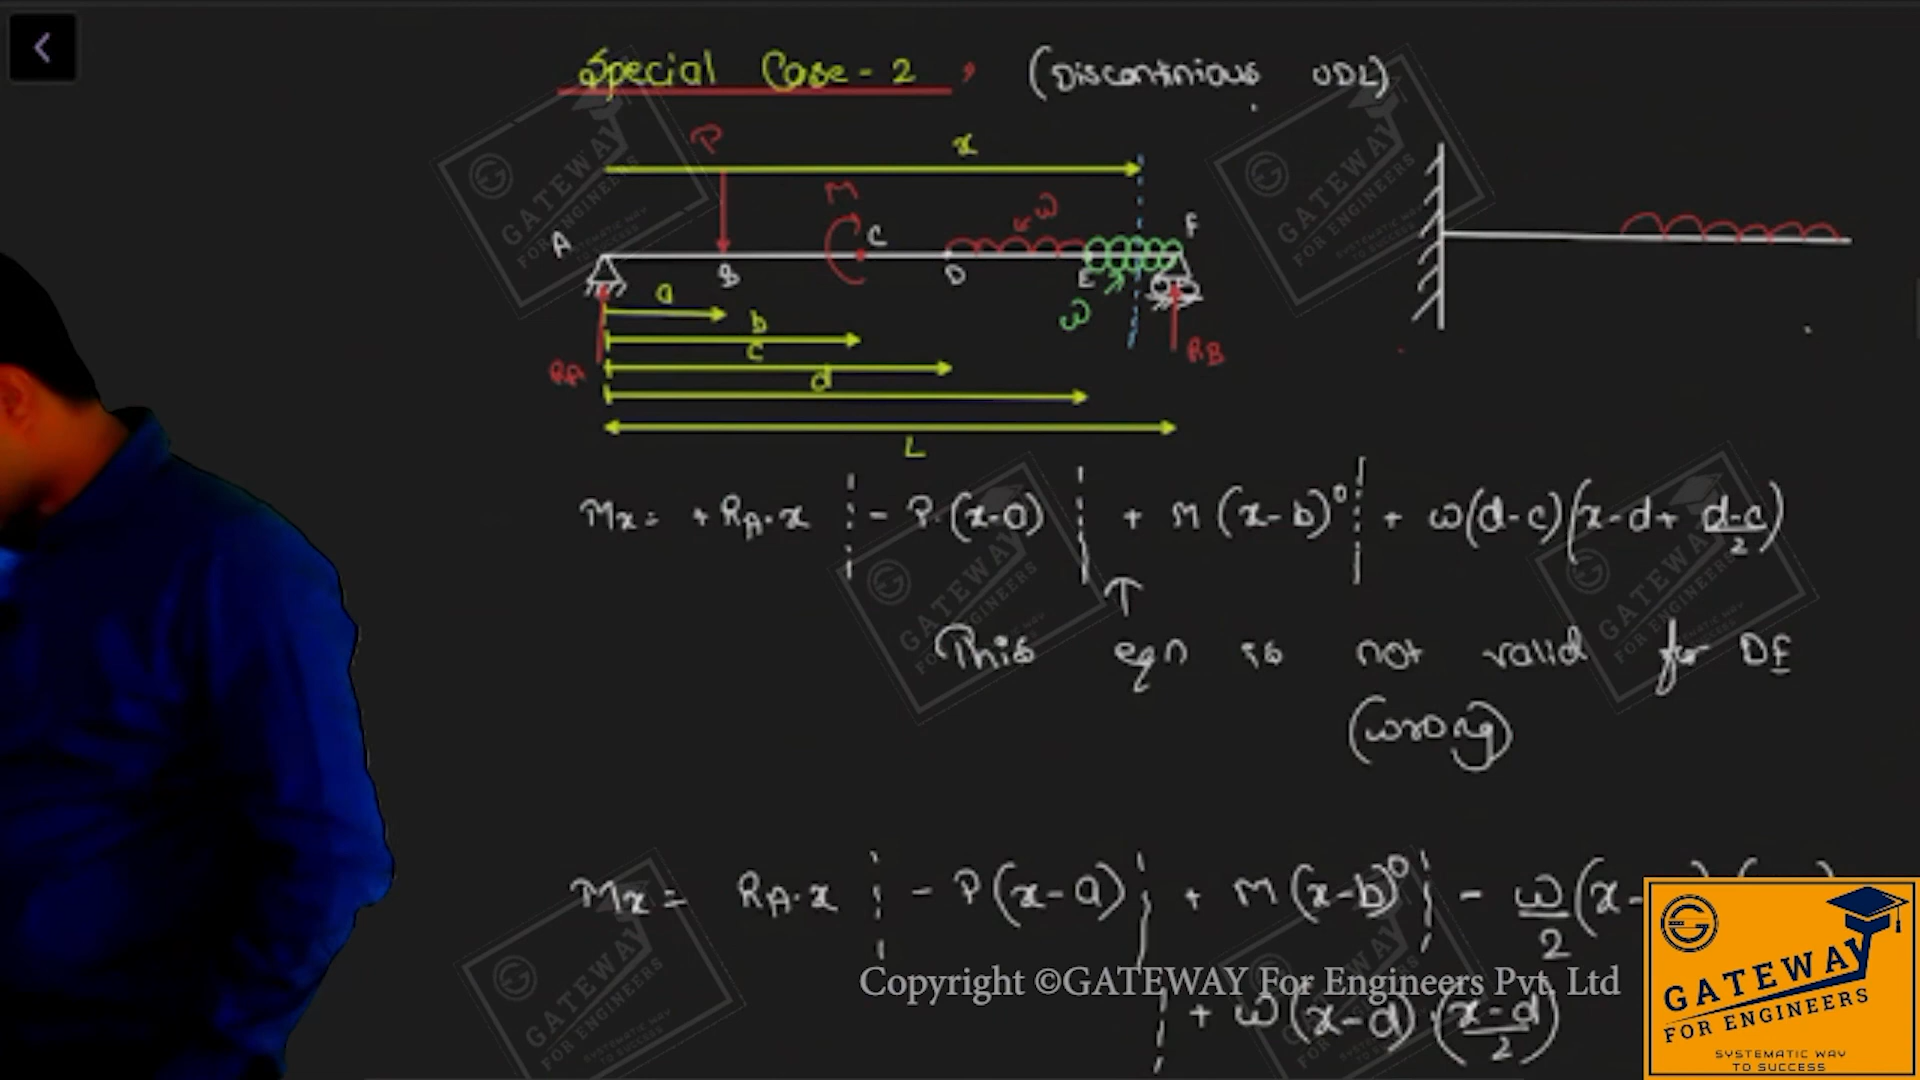 Special Case-2 (Discontinious UDL)
P
x
M
w
A
B
C
D
E
F
a
b
c
d
w
RA
RB
L
Mx = + RA.x - P.(x-a) + M (x-b)⁰ + w(d-c)(x-d+ d-c/2)
↑
This eqn is not valid for DE
(wrong)
Mx = RA.x - P(x-a) + M(x-b)⁰ - w/2 (x-
+ w(x-d).(x-d/2)
Copyright ©GATEWAY For Engineers Pvt. Ltd
GATEWAY
FOR ENGINEERS
SYSTEMATIC WAY
TO SUCCESS